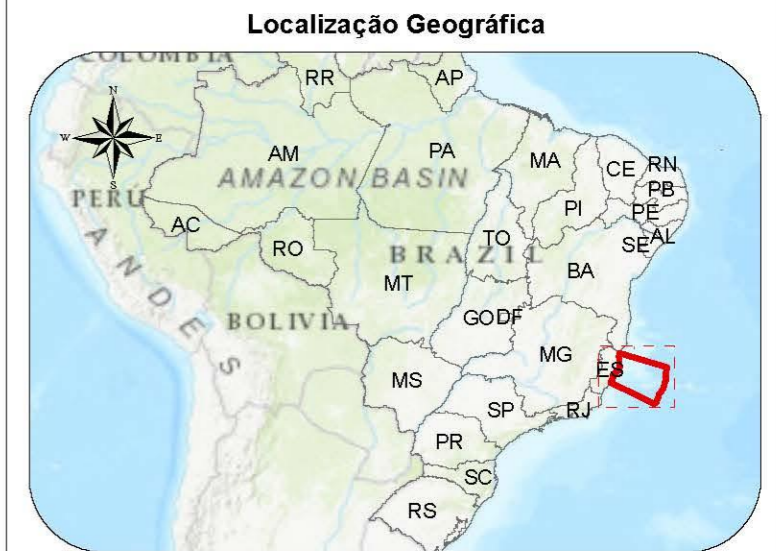 Localização Geográfica
COLOMBIA
RR
AP
N
W
E
S
AM
PA
MA
CE
RN
AMAZON BASIN
PB
PERU
PI
PE
AC
AL
TO
SE
RO
BRAZIL
BA
MT
GO
DF
BOLIVIA
MG
ANDES
ES
MS
SP
RJ
PR
SC
RS